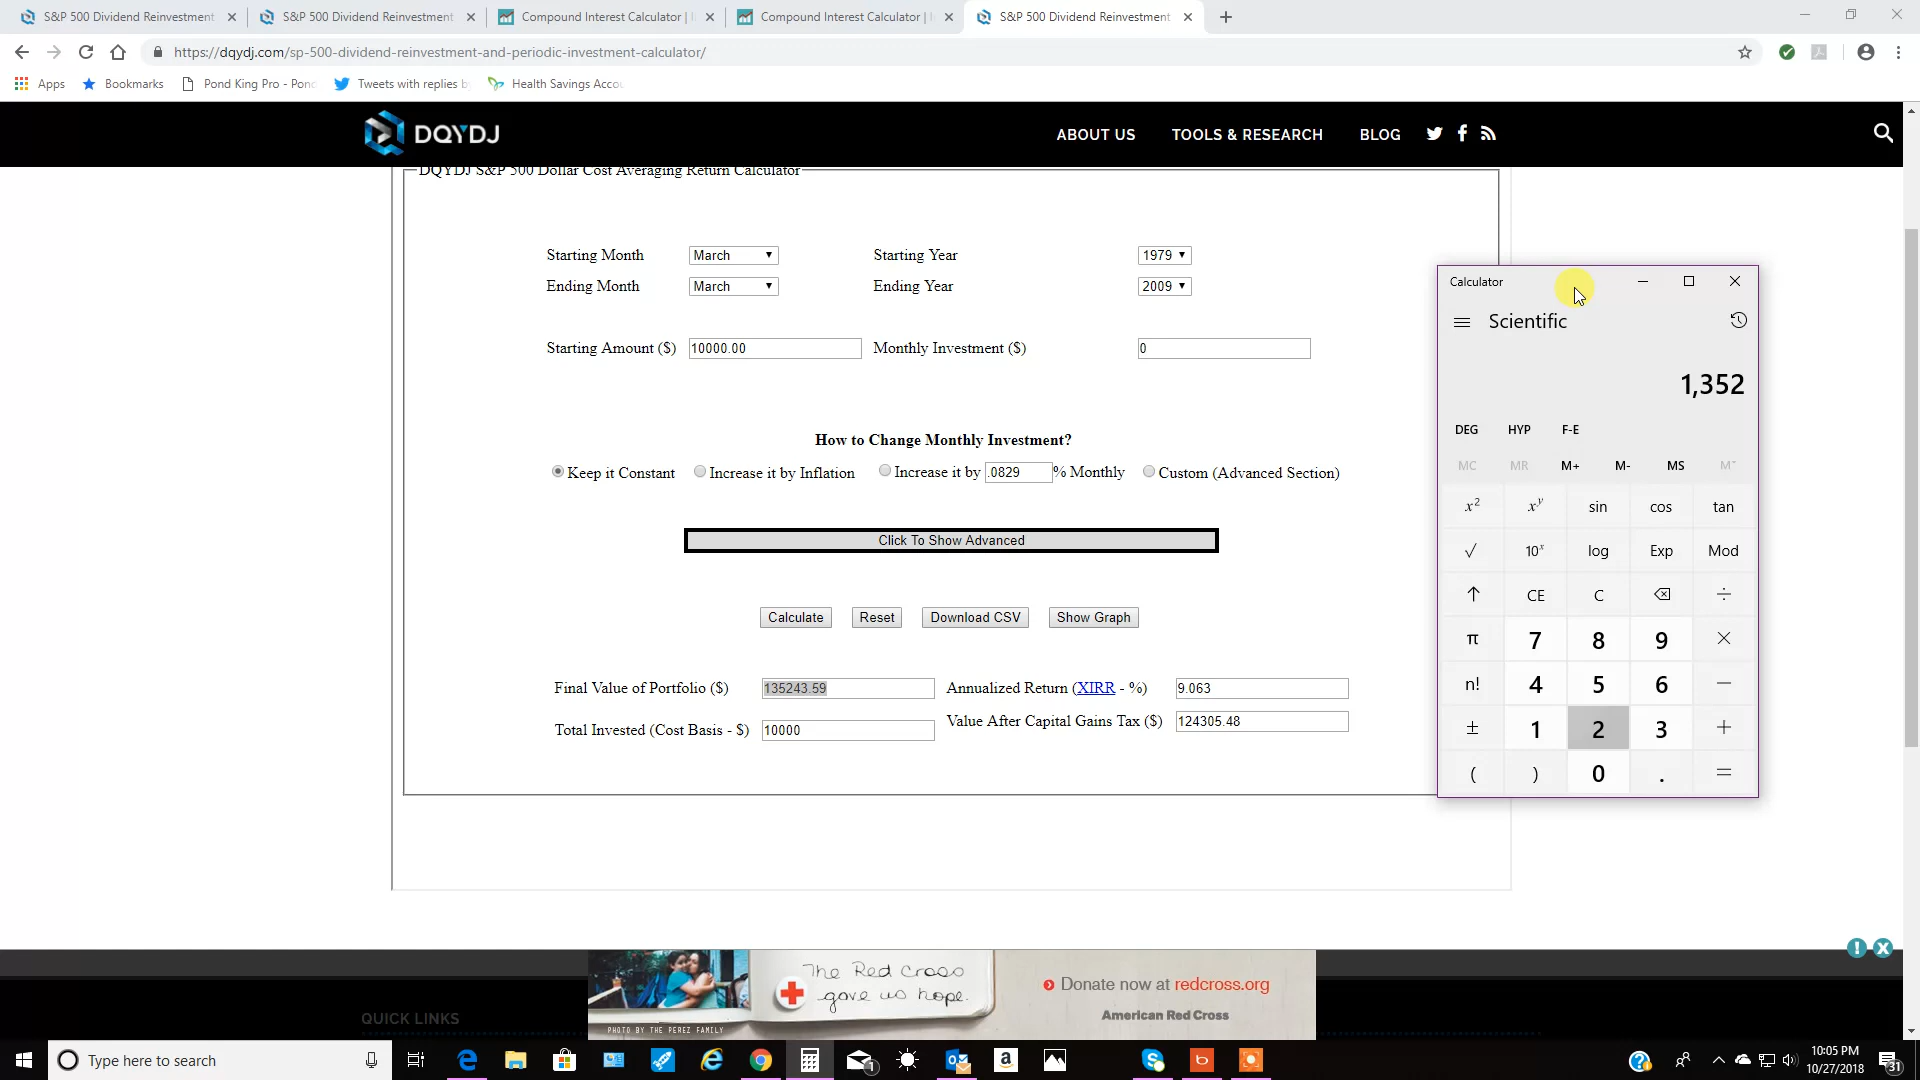 S&P 500 Dividend Reinvestment
S&P 500 Dividend Reinvestment
Compound Interest Calculator |
Compound Interest Calculator |
S&P 500 Dividend Reinvestment
https://dqydj.com/sp-500-dividend-reinvestment-and-periodic-investment-calculator/
Apps
Bookmarks
Pond King Pro - Pond
Tweets with replies b
Health Savings Accou
DQYDJ
ABOUT US
TOOLS & RESEARCH
BLOG
DQYDJ S&P 500 Dollar Cost Averaging Return Calculator
Starting Month March Starting Year 1979
Ending Month March Ending Year 2009
Starting Amount ($) 10000.00 Monthly Investment ($) 0
How to Change Monthly Investment?
Keep it Constant Increase it by Inflation Increase it by .0829 % Monthly Custom (Advanced Section)
Click To Show Advanced
Calculate Reset Download CSV Show Graph
Final Value of Portfolio ($) 135243.59 Annualized Return (XIRR - %) 9.063
Total Invested (Cost Basis - $) 10000 Value After Capital Gains Tax ($) 124305.48
Calculator
Scientific
1,352
DEG HYP F-E
MC MR M+ M- MS M˅
x² xʸ sin cos tan
√ 10ˣ log Exp Mod
↑ CE C ÷
π 7 8 9 ×
n! 4 5 6 −
± 1 2 3 +
( ) 0 . =
The Red Cross
gave us hope.
PHOTO BY THE PEREZ FAMILY
Donate now at redcross.org
American Red Cross
QUICK LINKS
Type here to search
10:05 PM
10/27/2018
31